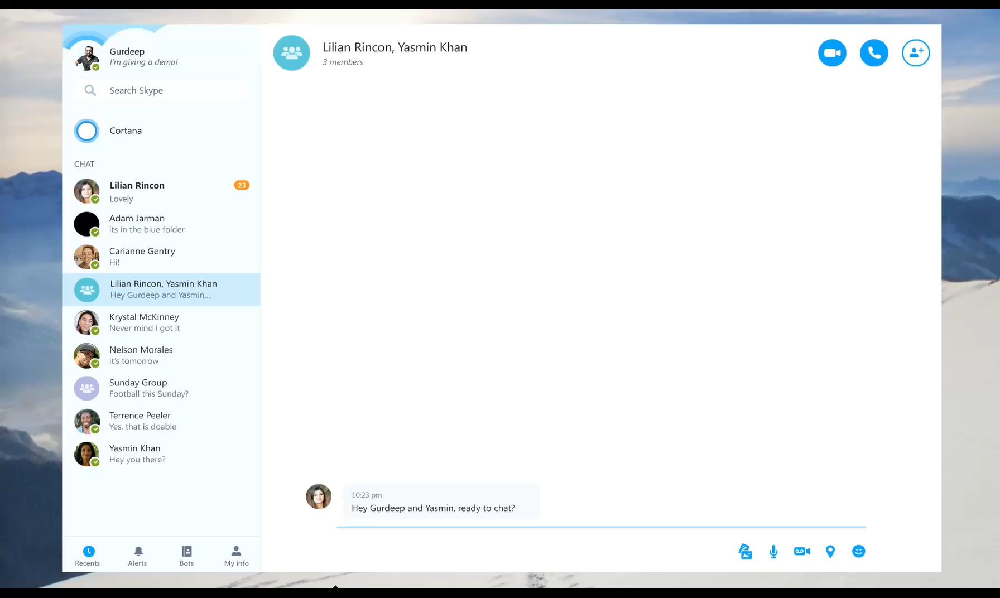 Gurdeep
I'm giving a demo!
Search Skype
Cortana
CHAT
Lilian Rincon
23
Lovely
Adam Jarman
its in the blue folder
Carianne Gentry
Hi!
Lilian Rincon, Yasmin Khan
Hey Gurdeep and Yasmin,...
Krystal McKinney
Never mind i got it
Nelson Morales
it's tomorrow
Sunday Group
Football this Sunday?
Terrence Peeler
Yes, that is doable
Yasmin Khan
Hey you there?
Recents
Alerts
Bots
My info
Lilian Rincon, Yasmin Khan
3 members
10:23 pm
Hey Gurdeep and Yasmin, ready to chat?